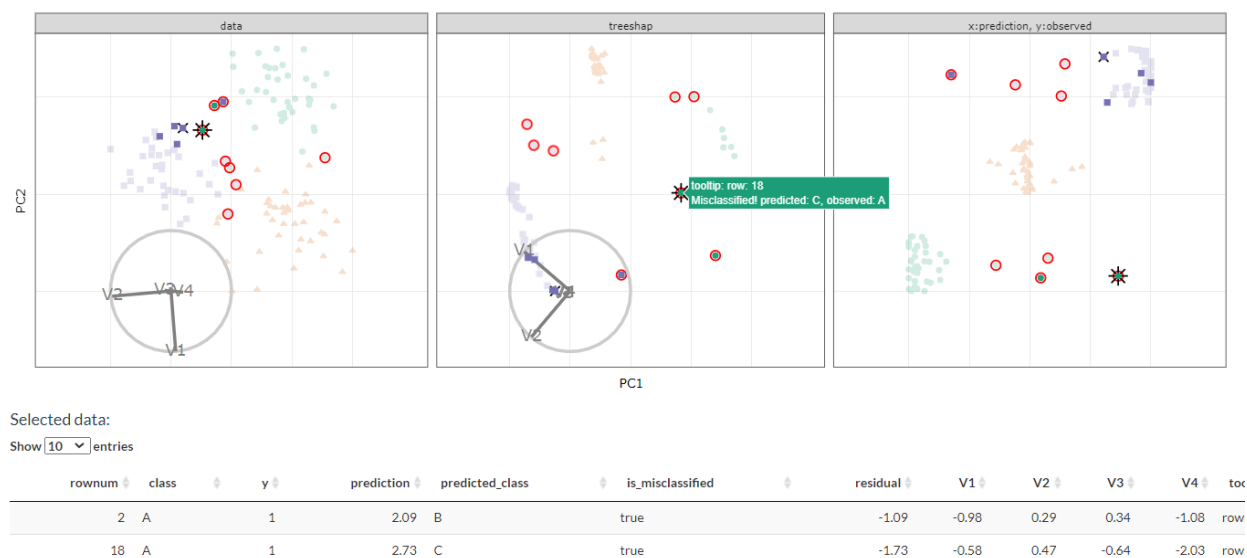 data
treeshap
x:prediction, y:observed
PC2
tooltip: row: 18
Misclassified! predicted: C, observed: A
V1
V2
V4
V1
V2
PC1
Selected data:
Show 10 entries
rownum class y prediction predicted_class is_misclassified residual V1 V2 V3 V4 too
2 A 1 2.09 B true -1.09 -0.98 0.29 0.34 -1.08 row
18 A 1 2.73 C true -1.73 -0.58 0.47 -0.64 -2.03 row